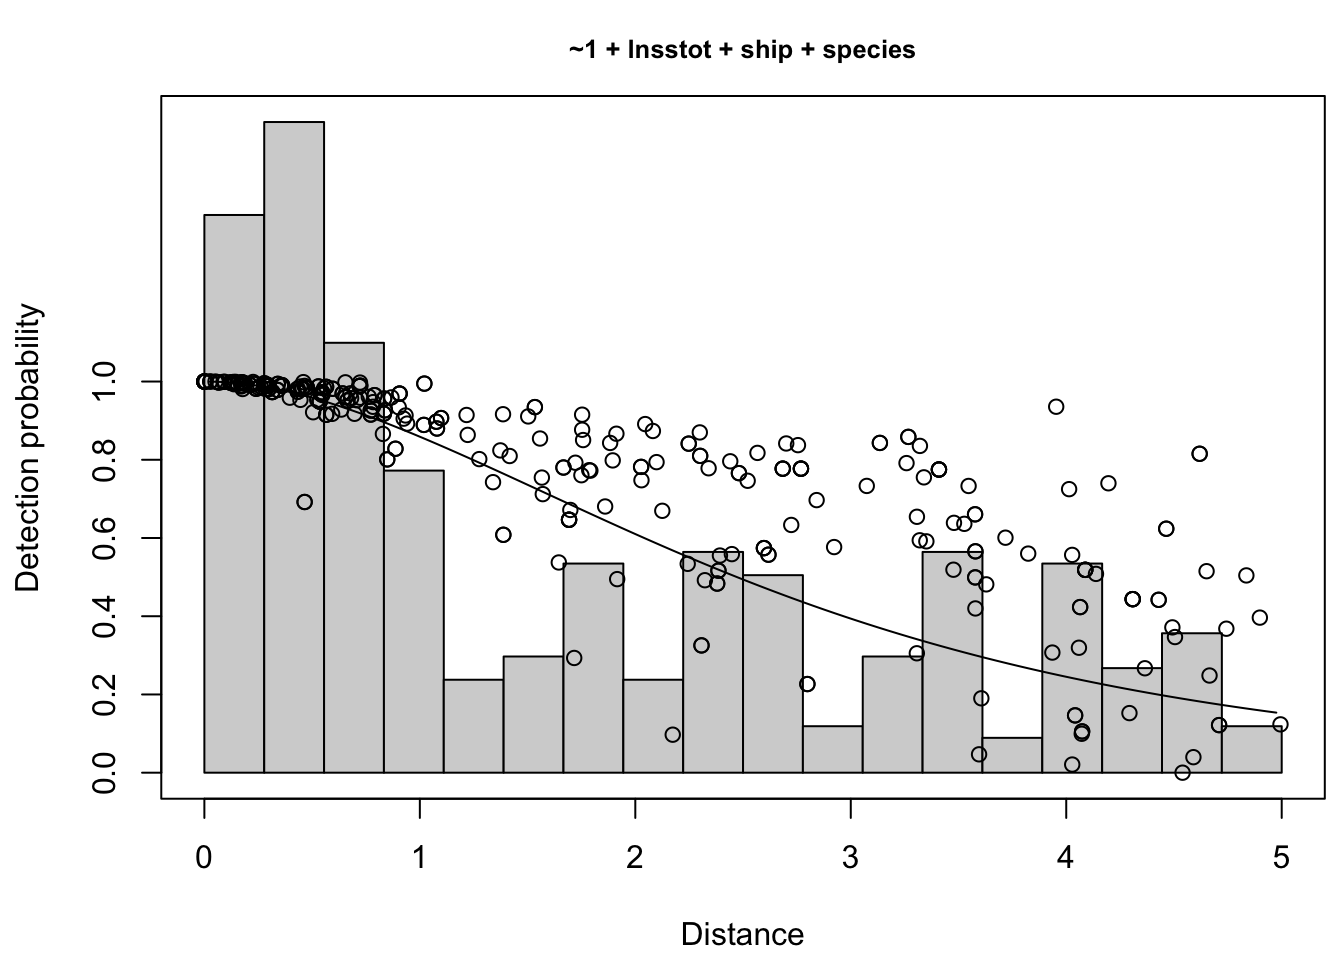 ~1 + lnsstot + ship + species
Detection probability
1.0
0.8
0.6
0.4
0.2
0.0
0 1 2 3 4 5
Distance